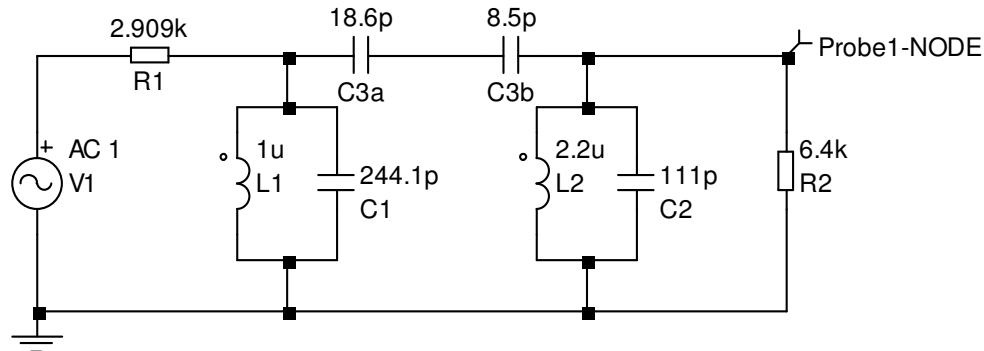 18.6p
8.5p
2.909k
R1
C3a
C3b
Probe1-NODE
+ AC 1
V1
1u
L1
244.1p
C1
2.2u
L2
111p
C2
6.4k
R2